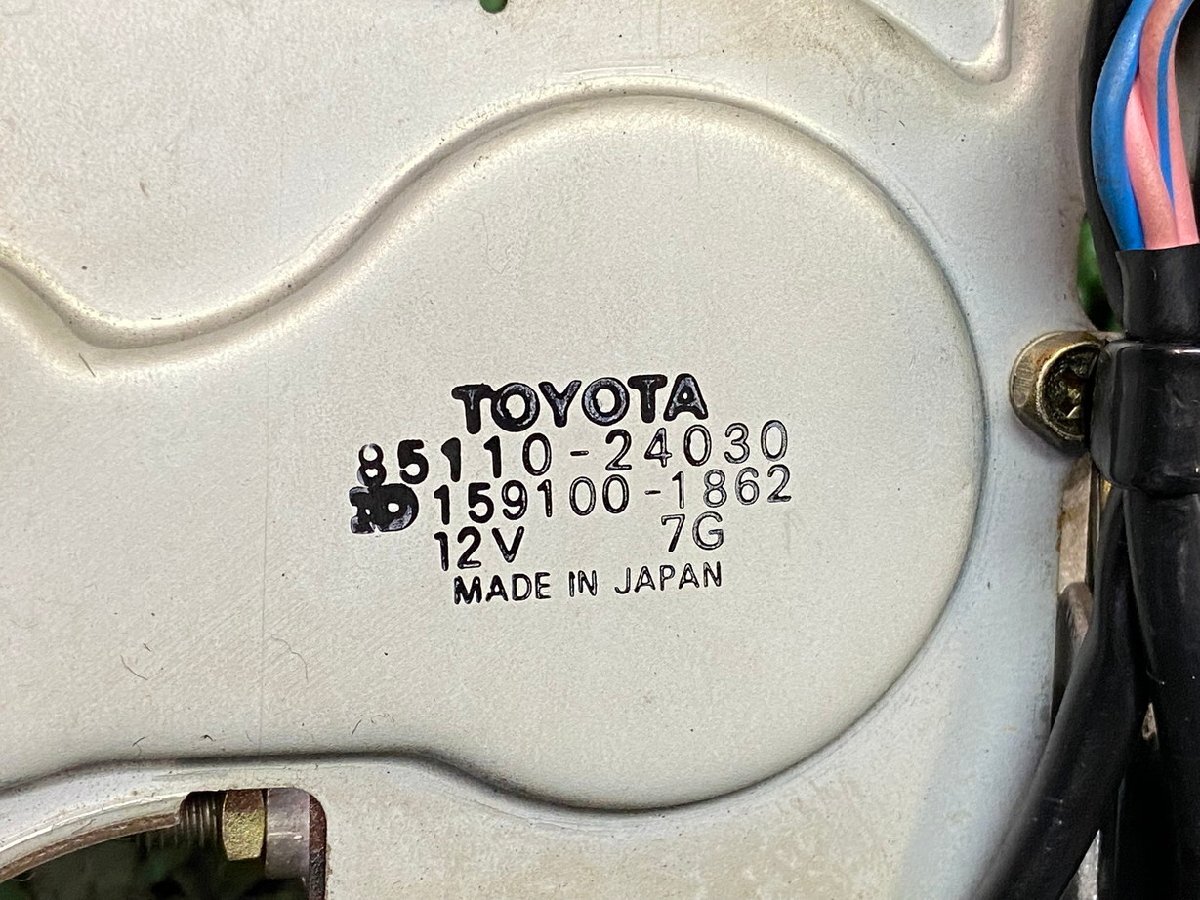 TOYOTA
85110-24030
159100-1862
12V 7G
MADE IN JAPAN